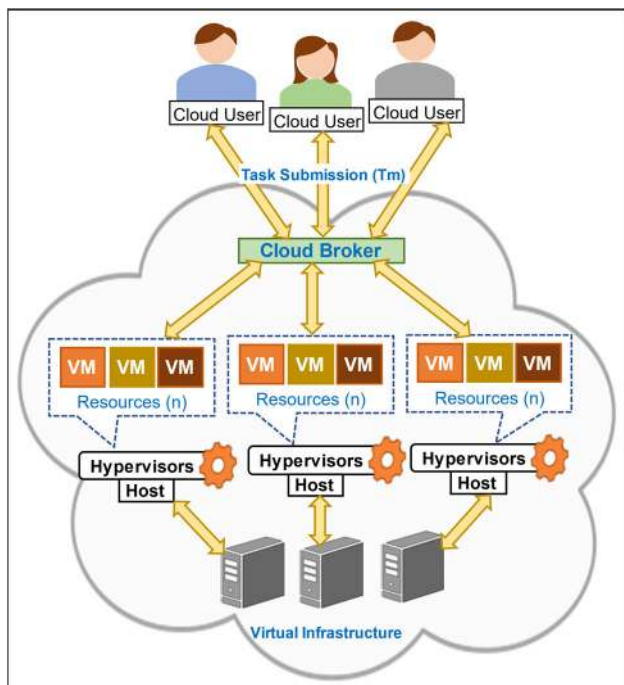 Cloud User
Cloud User
Cloud User
Task Submission (Tm)
Cloud Broker
VM VM VM
Resources (n)
VM VM VM
Resources (n)
VM VM VM
Resources (n)
Hypervisors
Host
Hypervisors
Host
Hypervisors
Host
Virtual Infrastructure